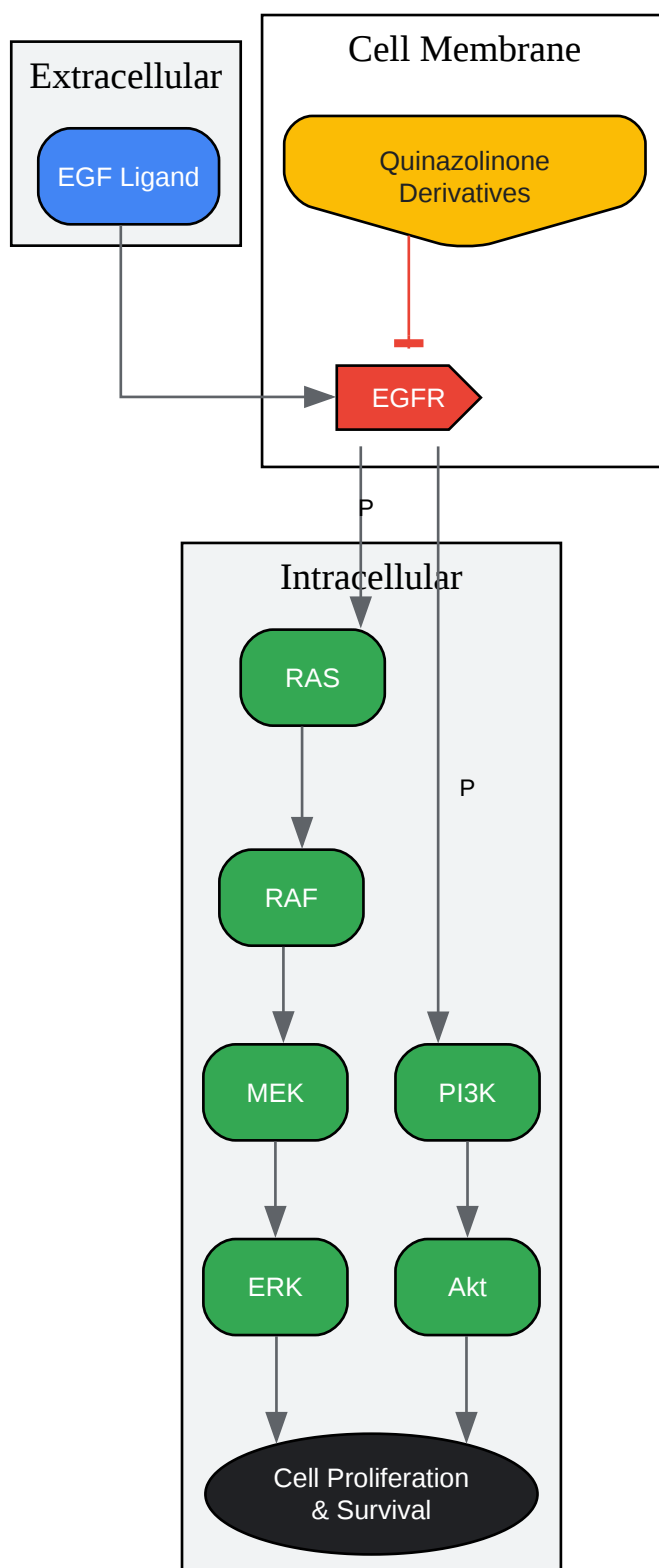 Cell Membrane
Extracellular
Quinazolinone
Derivatives
EGF Ligand
EGFR
P
Intracellular
RAS
P
RAF
MEK
PI3K
ERK
Akt
Cell Proliferation
& Survival